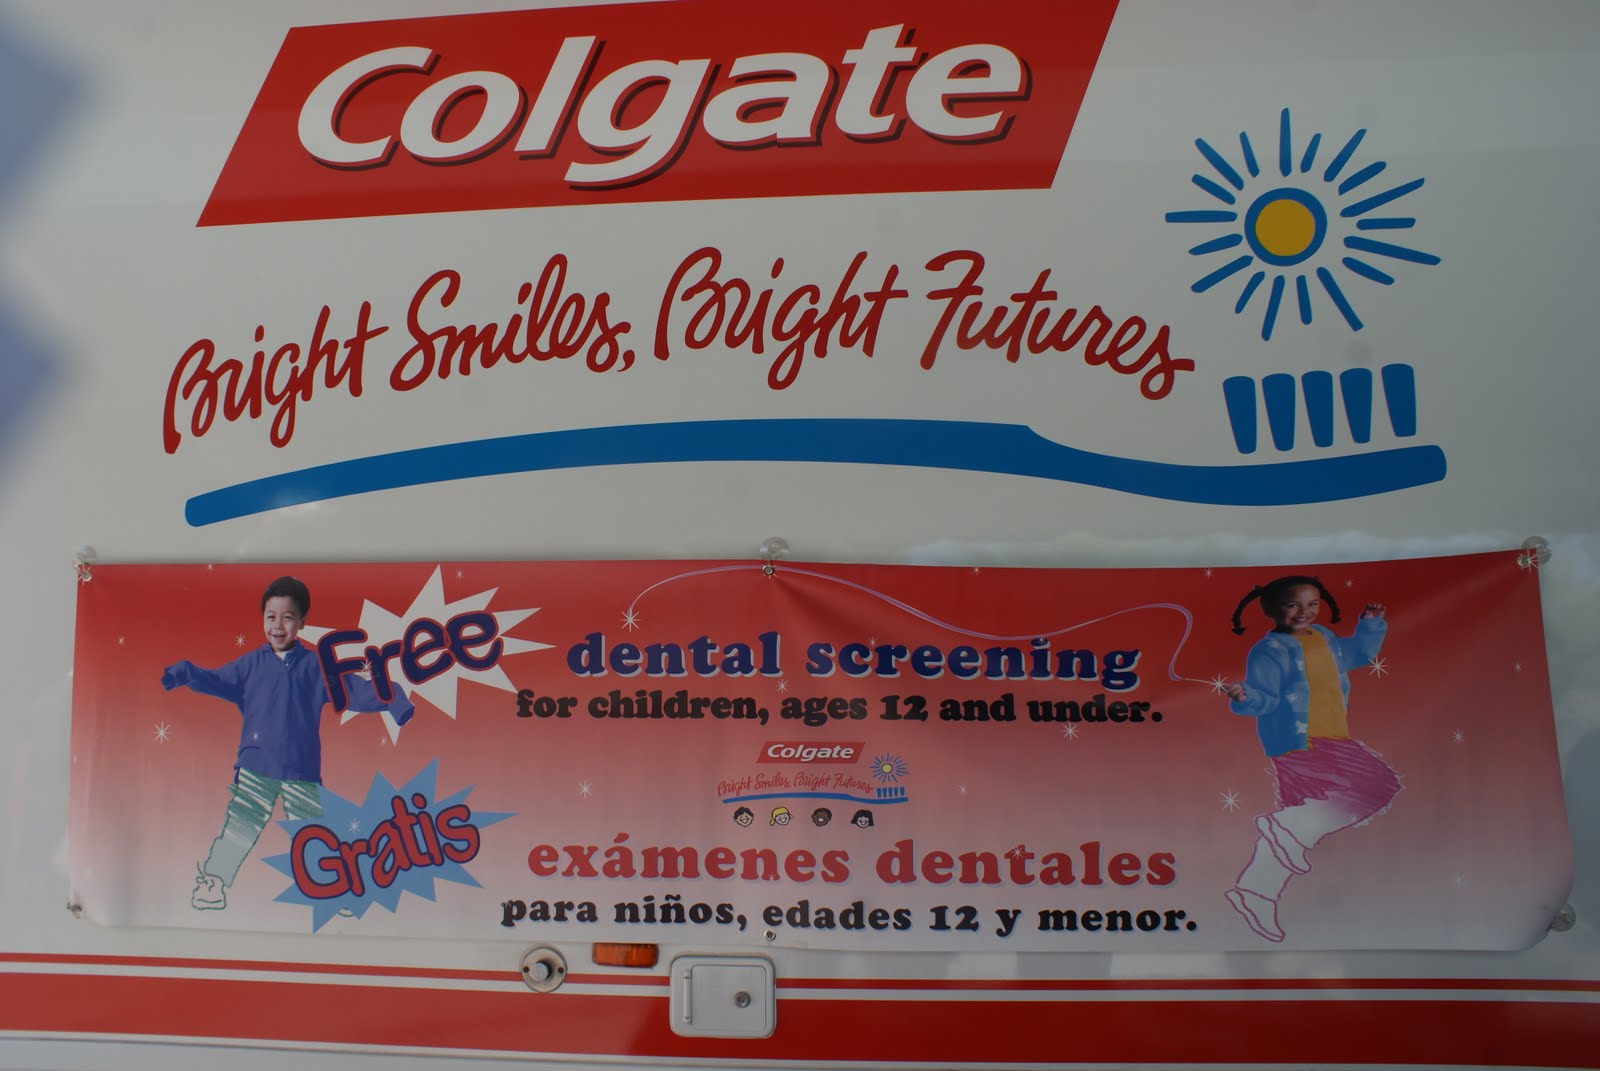 Colgate
Bright Smiles, Bright Futures
Free
dental screening
for children, ages 12 and under.
Colgate
Bright Smiles, Bright Futures
Gratis
exámenes dentales
para niños, edades 12 y menor.